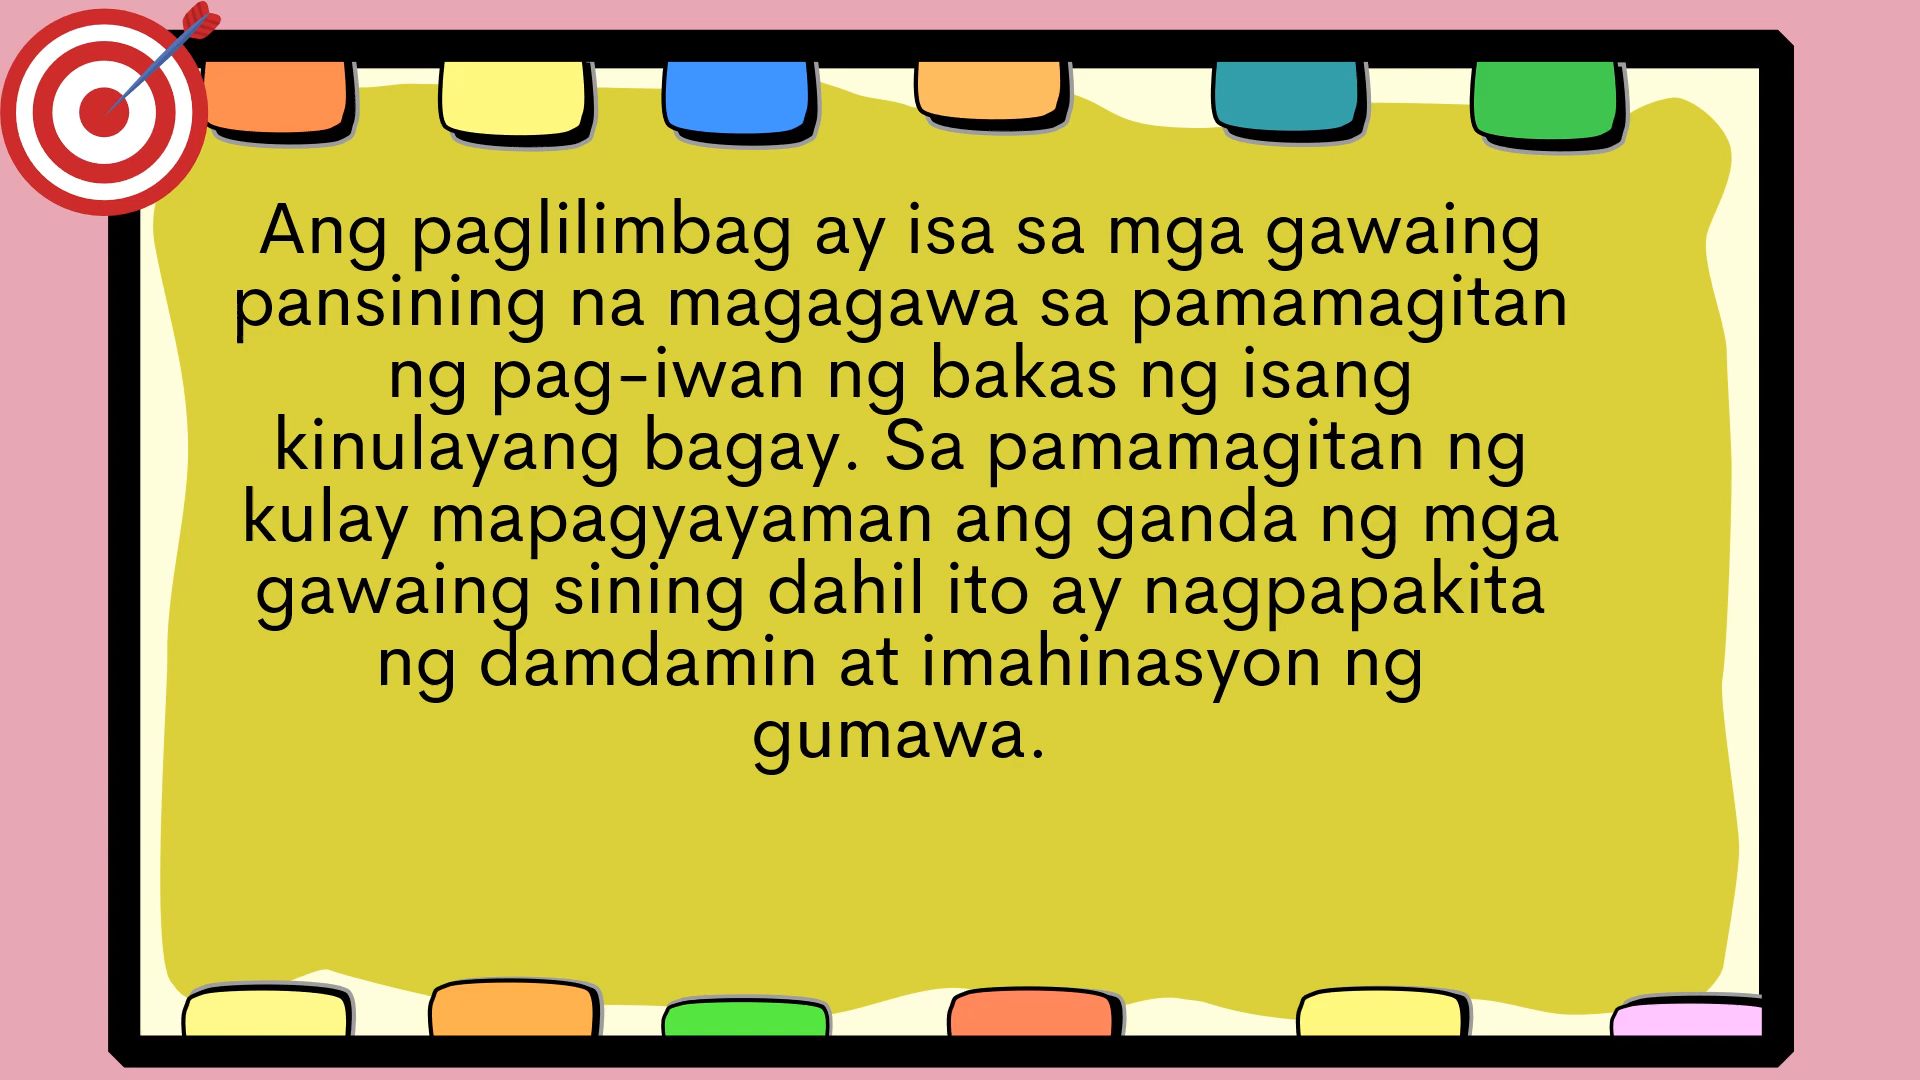 Ang paglilimbag ay isa sa mga gawaing
pansining na magagawa sa pamamagitan
ng pag-iwan ng bakas ng isang
kinulayang bagay. Sa pamamagitan ng
kulay mapagyayaman ang ganda ng mga
gawaing sining dahil ito ay nagpapakita
ng damdamin at imahinasyon ng
gumawa.